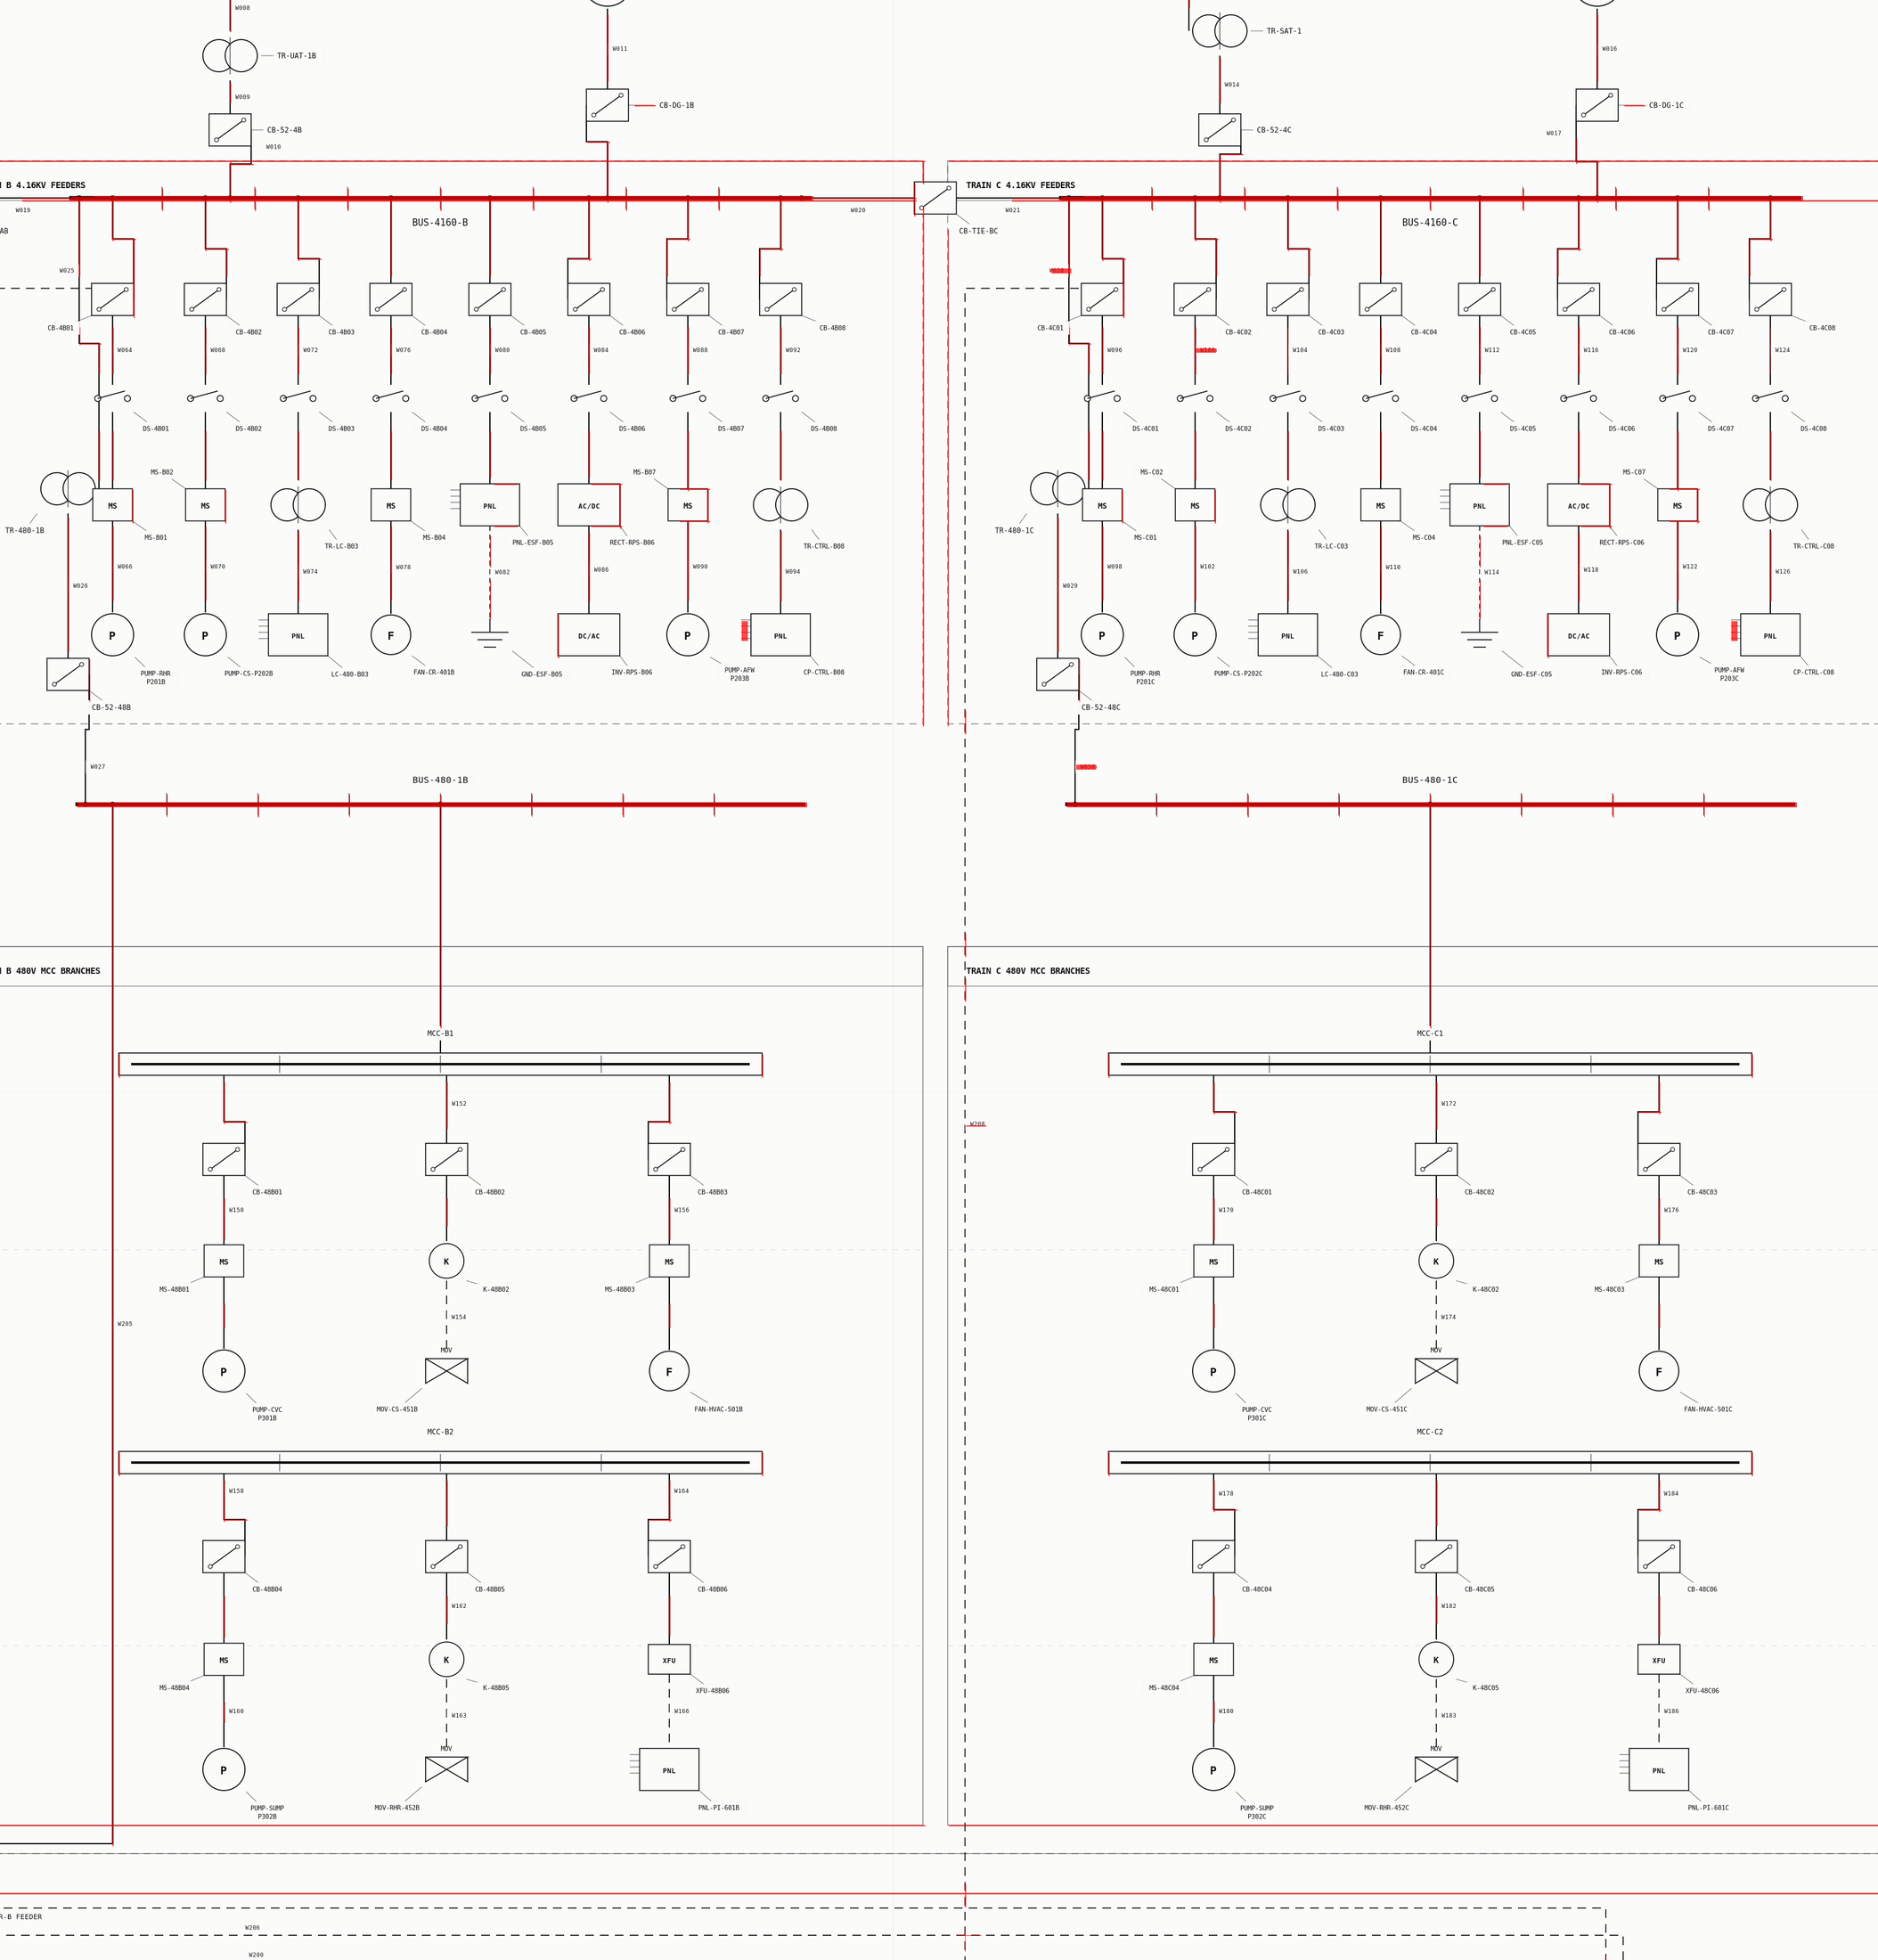 W008
W011
W016
TR-UAT-1B
TR-SAT-1
W009
W014
CB-DG-1B
CB-DG-1C
CB-52-4B
CB-52-4C
W010
W017
B 4.16KV FEEDERS
TRAIN C 4.16KV FEEDERS
W019
BUS-4160-B
W020
W021
BUS-4160-C
AB
CB-TIE-BC
W025
CB-4B01
CB-4B02
CB-4B03
CB-4B04
CB-4B05
CB-4B06
CB-4B07
CB-4B08
CB-4C01
CB-4C02
CB-4C03
CB-4C04
CB-4C05
CB-4C06
CB-4C07
CB-4C08
W064
W068
W072
W076
W080
W084
W088
W092
W096
W100
W104
W108
W112
W116
W120
W124
DS-4B01
DS-4B02
DS-4B03
DS-4B04
DS-4B05
DS-4B06
DS-4B07
DS-4B08
DS-4C01
DS-4C02
DS-4C03
DS-4C04
DS-4C05
DS-4C06
DS-4C07
DS-4C08
MS-B02
MS-B07
MS-C02
MS-C07
MS
MS
MS
PNL
AC/DC
MS
MS
MS
MS
PNL
AC/DC
MS
TR-480-1B
MS-B01
TR-LC-B03
MS-B04
PNL-ESF-B05
RECT-RPS-B06
TR-CTRL-B08
TR-480-1C
MS-C01
TR-LC-C03
MS-C04
PNL-ESF-C05
RECT-RPS-C06
TR-CTRL-C08
W026
W066
W070
W074
W078
W082
W086
W090
W094
W029
W098
W102
W106
W110
W114
W118
W122
W126
P
P
PNL
F
DC/AC
P
PNL
P
P
PNL
F
DC/AC
P
PNL
PUMP-RHR
P201B
PUMP-CS-P202B
LC-480-B03
FAN-CR-401B
GND-ESF-B05
INV-RPS-B06
PUMP-AFW
P203B
CP-CTRL-B08
PUMP-RHR
P201C
PUMP-CS-P202C
LC-480-C03
FAN-CR-401C
GND-ESF-C05
INV-RPS-C06
PUMP-AFW
P203C
CP-CTRL-C08
CB-52-48B
CB-52-48C
W027
BUS-480-1B
BUS-480-1C
B 480V MCC BRANCHES
TRAIN C 480V MCC BRANCHES
MCC-B1
MCC-C1
W152
W172
W208
CB-48B01
CB-48B02
CB-48B03
CB-48C01
CB-48C02
CB-48C03
W150
W156
W170
W176
MS
K
MS
MS
K
MS
MS-48B01
K-48B02
MS-48B03
MS-48C01
K-48C02
MS-48C03
W205
W154
W174
MOV
MOV
P
F
P
F
PUMP-CVC
P301B
MOV-CS-451B
FAN-HVAC-501B
PUMP-CVC
P301C
MOV-CS-451C
FAN-HVAC-501C
MCC-B2
MCC-C2
W158
W164
W178
W184
CB-48B04
CB-48B05
CB-48B06
CB-48C04
CB-48C05
CB-48C06
W162
W182
MS
K
XFU
MS
K
XFU
MS-48B04
K-48B05
XFU-48B06
MS-48C04
K-48C05
XFU-48C06
W160
W163
W166
W180
W183
W186
MOV
MOV
P
PNL
P
PNL
PUMP-SUMP
P302B
MOV-RHR-452B
PNL-PI-601B
PUMP-SUMP
P302C
MOV-RHR-452C
PNL-PI-601C
R-B FEEDER
W206
W200